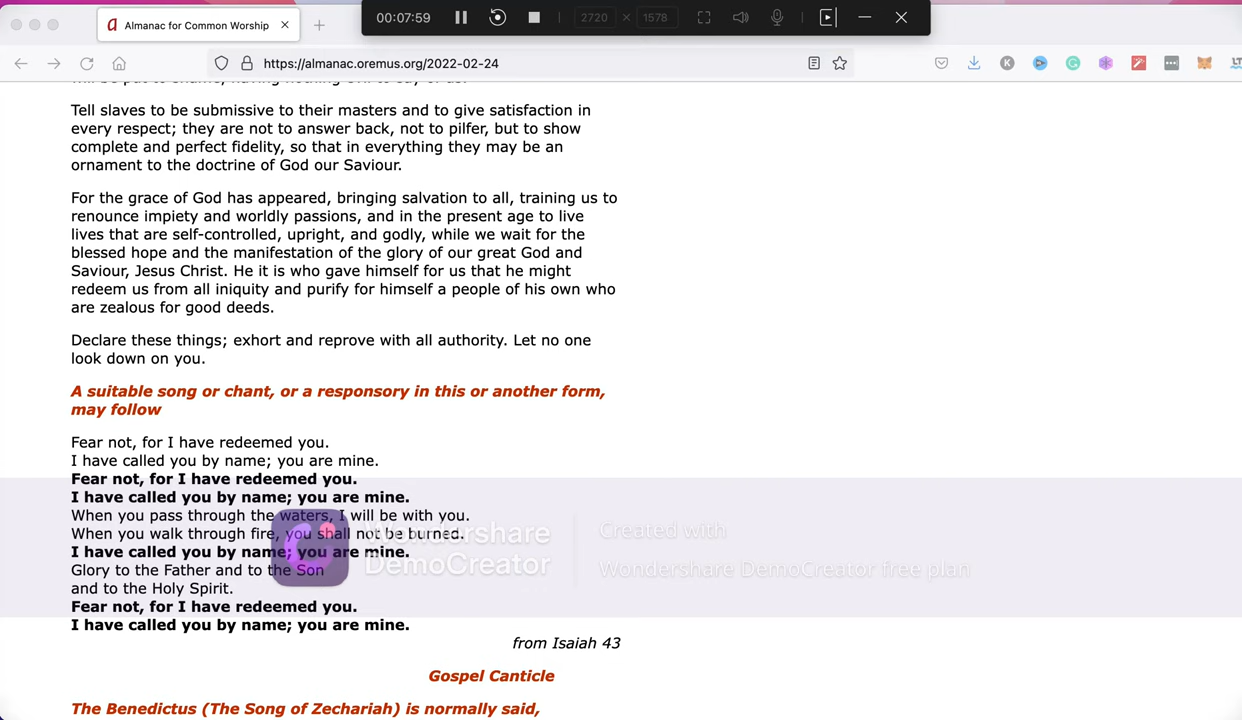 00:07:59
2720 × 1578
Almanac for Common Worship
https://almanac.oremus.org/2022-02-24
Tell slaves to be submissive to their masters and to give satisfaction in
every respect; they are not to answer back, not to pilfer, but to show
complete and perfect fidelity, so that in everything they may be an
ornament to the doctrine of God our Saviour.
For the grace of God has appeared, bringing salvation to all, training us to
renounce impiety and worldly passions, and in the present age to live
lives that are self-controlled, upright, and godly, while we wait for the
blessed hope and the manifestation of the glory of our great God and
Saviour, Jesus Christ. He it is who gave himself for us that he might
redeem us from all iniquity and purify for himself a people of his own who
are zealous for good deeds.
Declare these things; exhort and reprove with all authority. Let no one
look down on you.
A suitable song or chant, or a responsory in this or another form,
may follow
Fear not, for I have redeemed you.
I have called you by name; you are mine.
Fear not, for I have redeemed you.
I have called you by name; you are mine.
When you pass through the waters, I will be with you.
When you walk through fire, you shall not be burned.
I have called you by name; you are mine.
Glory to the Father and to the Son
and to the Holy Spirit.
Fear not, for I have redeemed you.
I have called you by name; you are mine.
from Isaiah 43
Gospel Canticle
The Benedictus (The Song of Zechariah) is normally said,
Wondershare
DemoCreator
Created with
Wondershare DemoCreator free plan